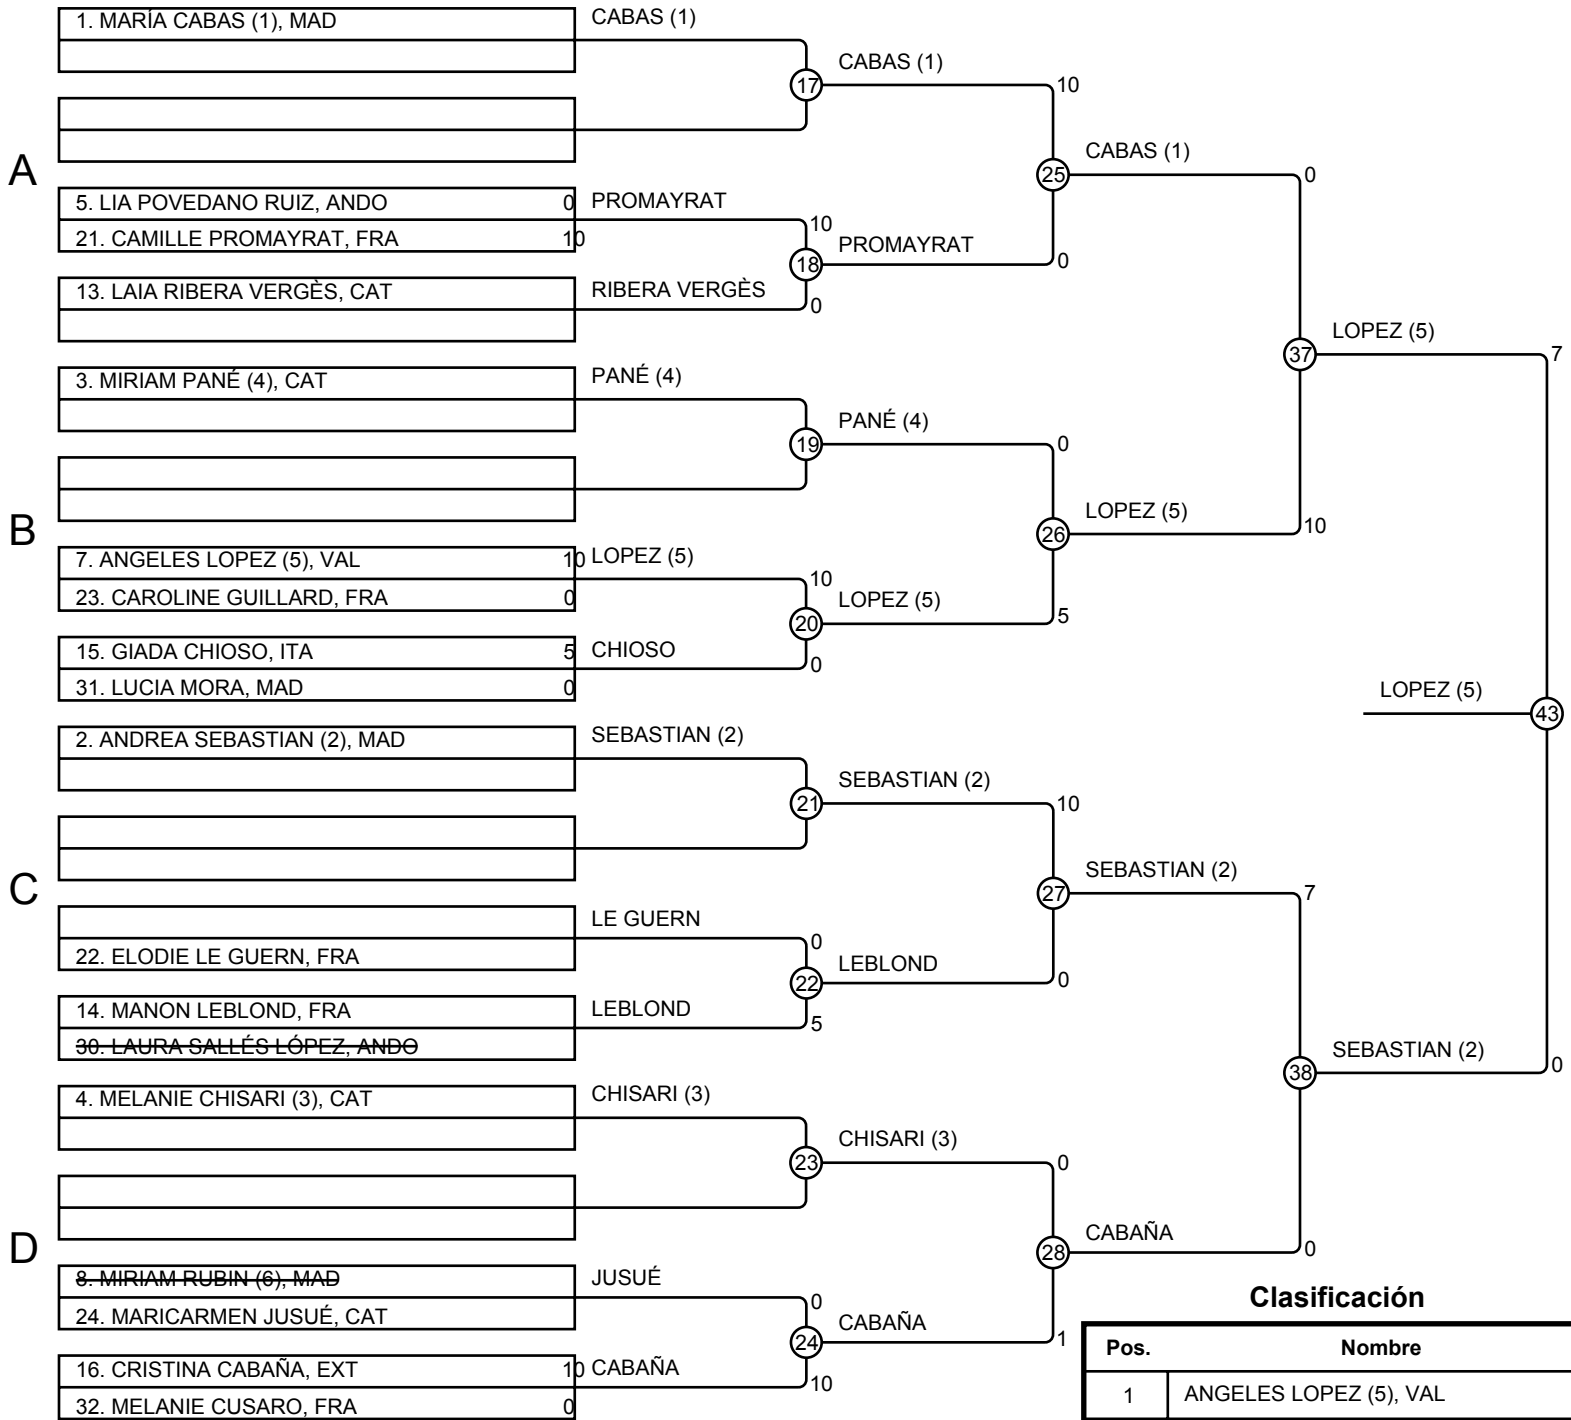 1. MARÍA CABAS (1), MAD
CABAS (1)
CABAS (1)
17
10
A
CABAS (1)
25
0
5. LIA POVEDANO RUIZ, ANDO 0
PROMAYRAT
21. CAMILLE PROMAYRAT, FRA 10
10
PROMAYRAT
18
0
13. LAIA RIBERA VERGÈS, CAT
RIBERA VERGÈS
0
LOPEZ (5)
37
7
3. MIRIAM PANÉ (4), CAT
PANÉ (4)
PANÉ (4)
19
0
B
LOPEZ (5)
26
10
7. ANGELES LOPEZ (5), VAL 10
LOPEZ (5)
23. CAROLINE GUILLARD, FRA 0
10
LOPEZ (5)
20
5
15. GIADA CHIOSO, ITA 5
CHIOSO
0
31. LUCIA MORA, MAD 0
LOPEZ (5)
43
2. ANDREA SEBASTIAN (2), MAD
SEBASTIAN (2)
SEBASTIAN (2)
21
10
C
SEBASTIAN (2)
27
7
LE GUERN
22. ELODIE LE GUERN, FRA
0
LEBLOND
22
0
14. MANON LEBLOND, FRA
LEBLOND
5
30. LAURA SALLÉS LÓPEZ, ANDO
SEBASTIAN (2)
38
0
4. MELANIE CHISARI (3), CAT
CHISARI (3)
CHISARI (3)
23
0
D
CABAÑA
28
0
8. MIRIAM RUBIN (6), MAD
JUSUÉ
24. MARICARMEN JUSUÉ, CAT
0
CABAÑA
24
1
16. CRISTINA CABAÑA, EXT 10
CABAÑA
10
32. MELANIE CUSARO, FRA 0
Clasificación
Pos. Nombre
1 ANGELES LOPEZ (5), VAL